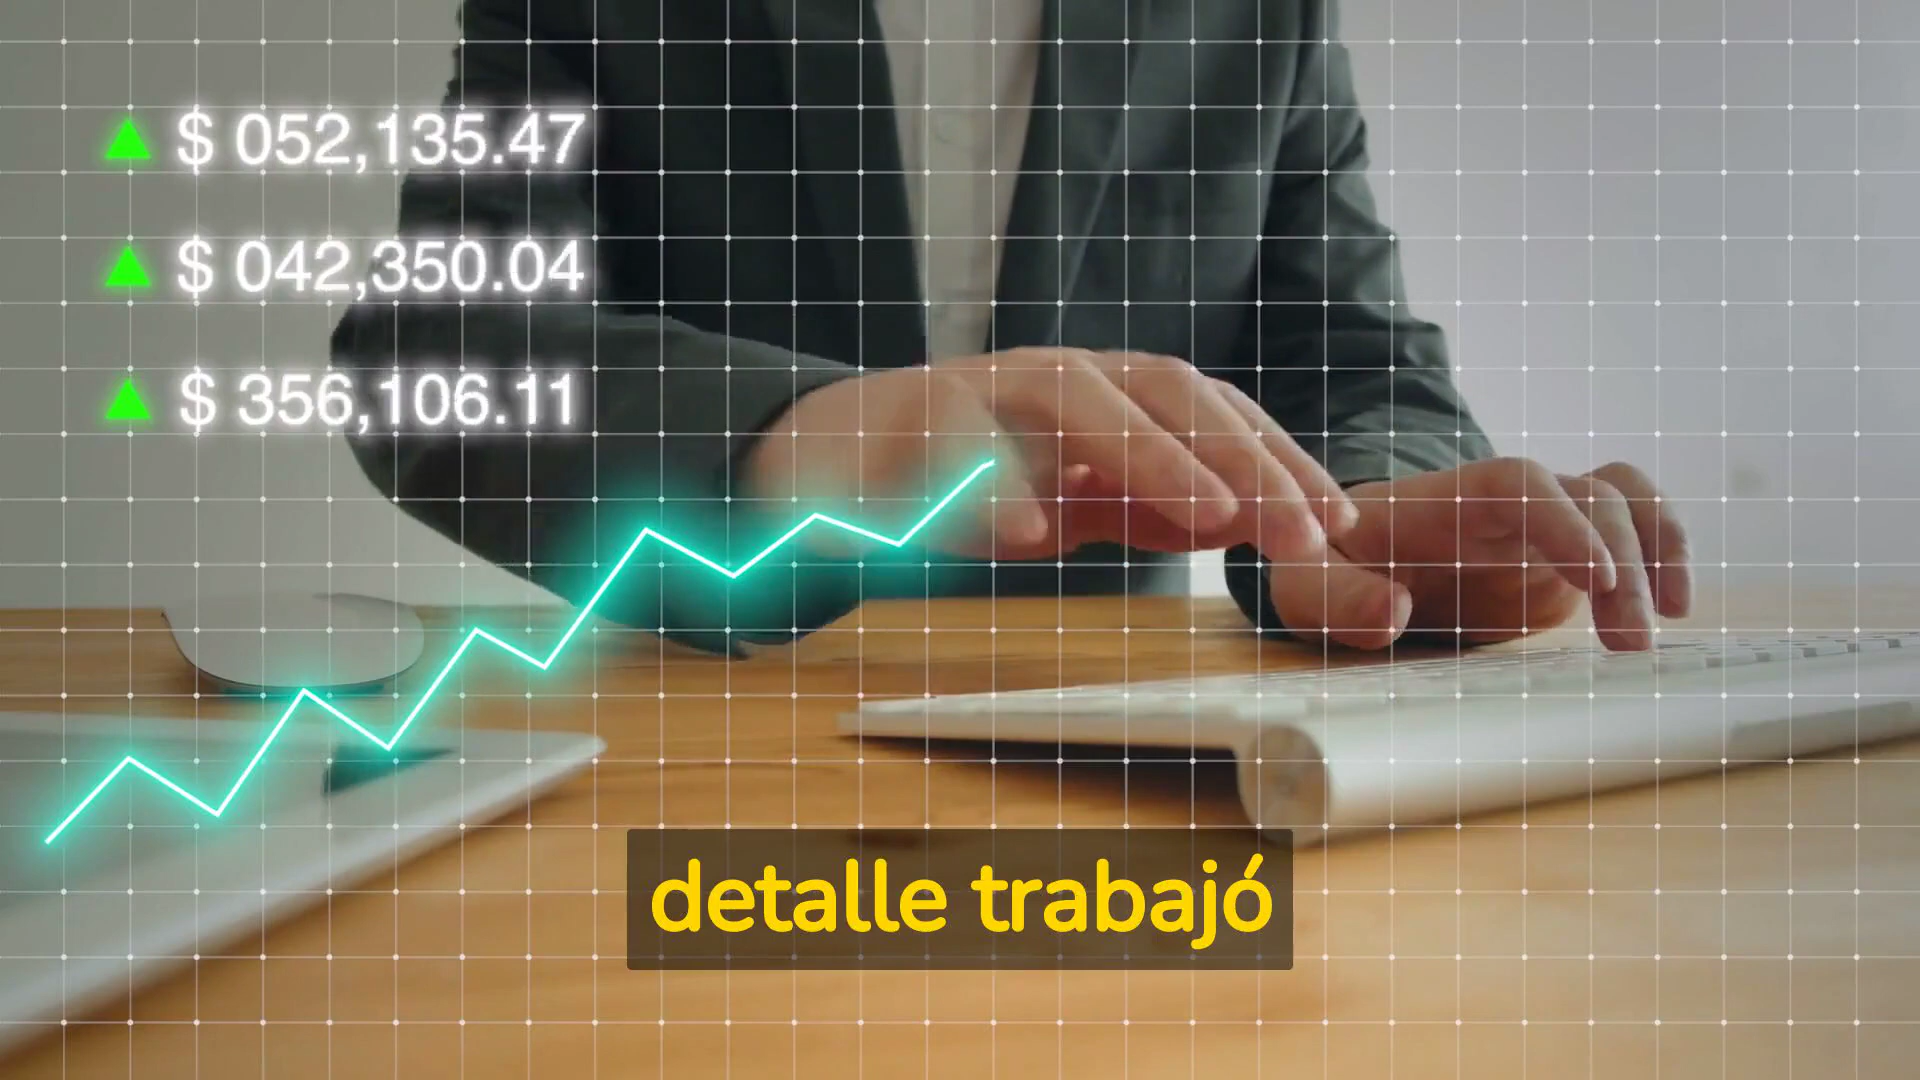 $ 052,135.47
$ 042,350.04
$ 356,106.11
detalle trabajó